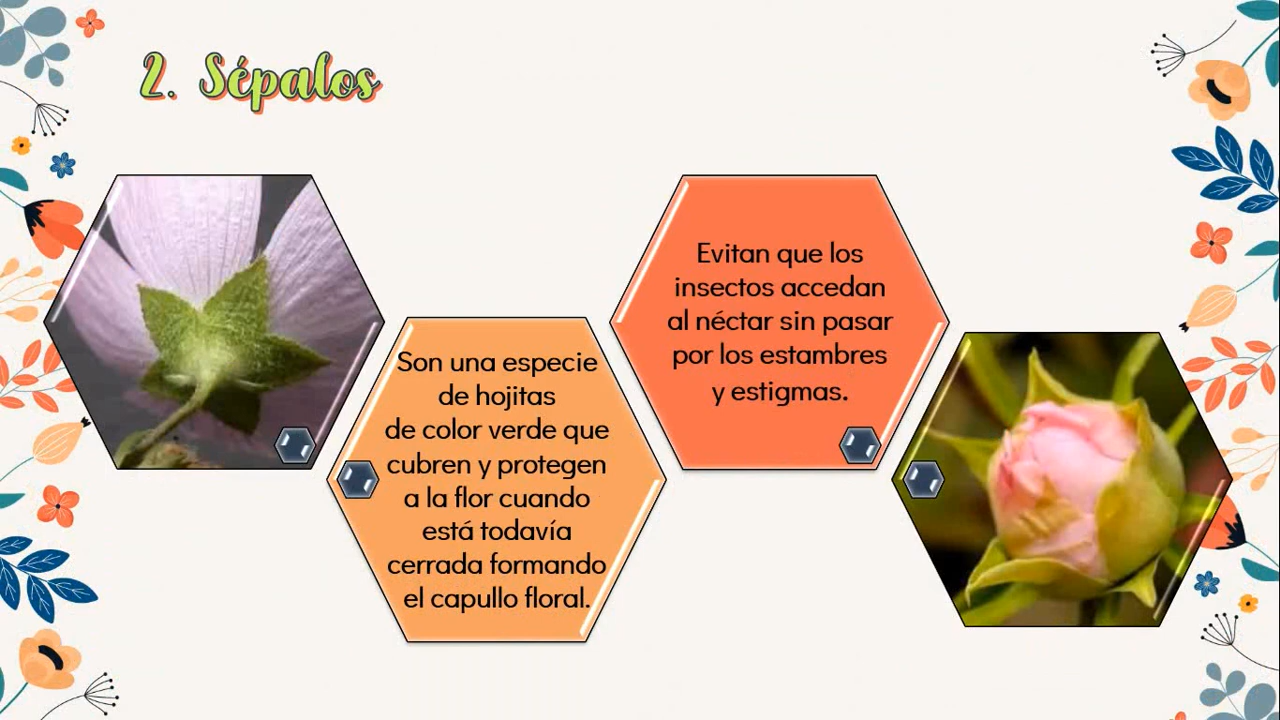 2. Sépalos
Son una especie
de hojitas
de color verde que
cubren y protegen
a la flor cuando
está todavía
cerrada formando
el capullo floral.
Evitan que los
insectos accedan
al néctar sin pasar
por los estambres
y estigmas.